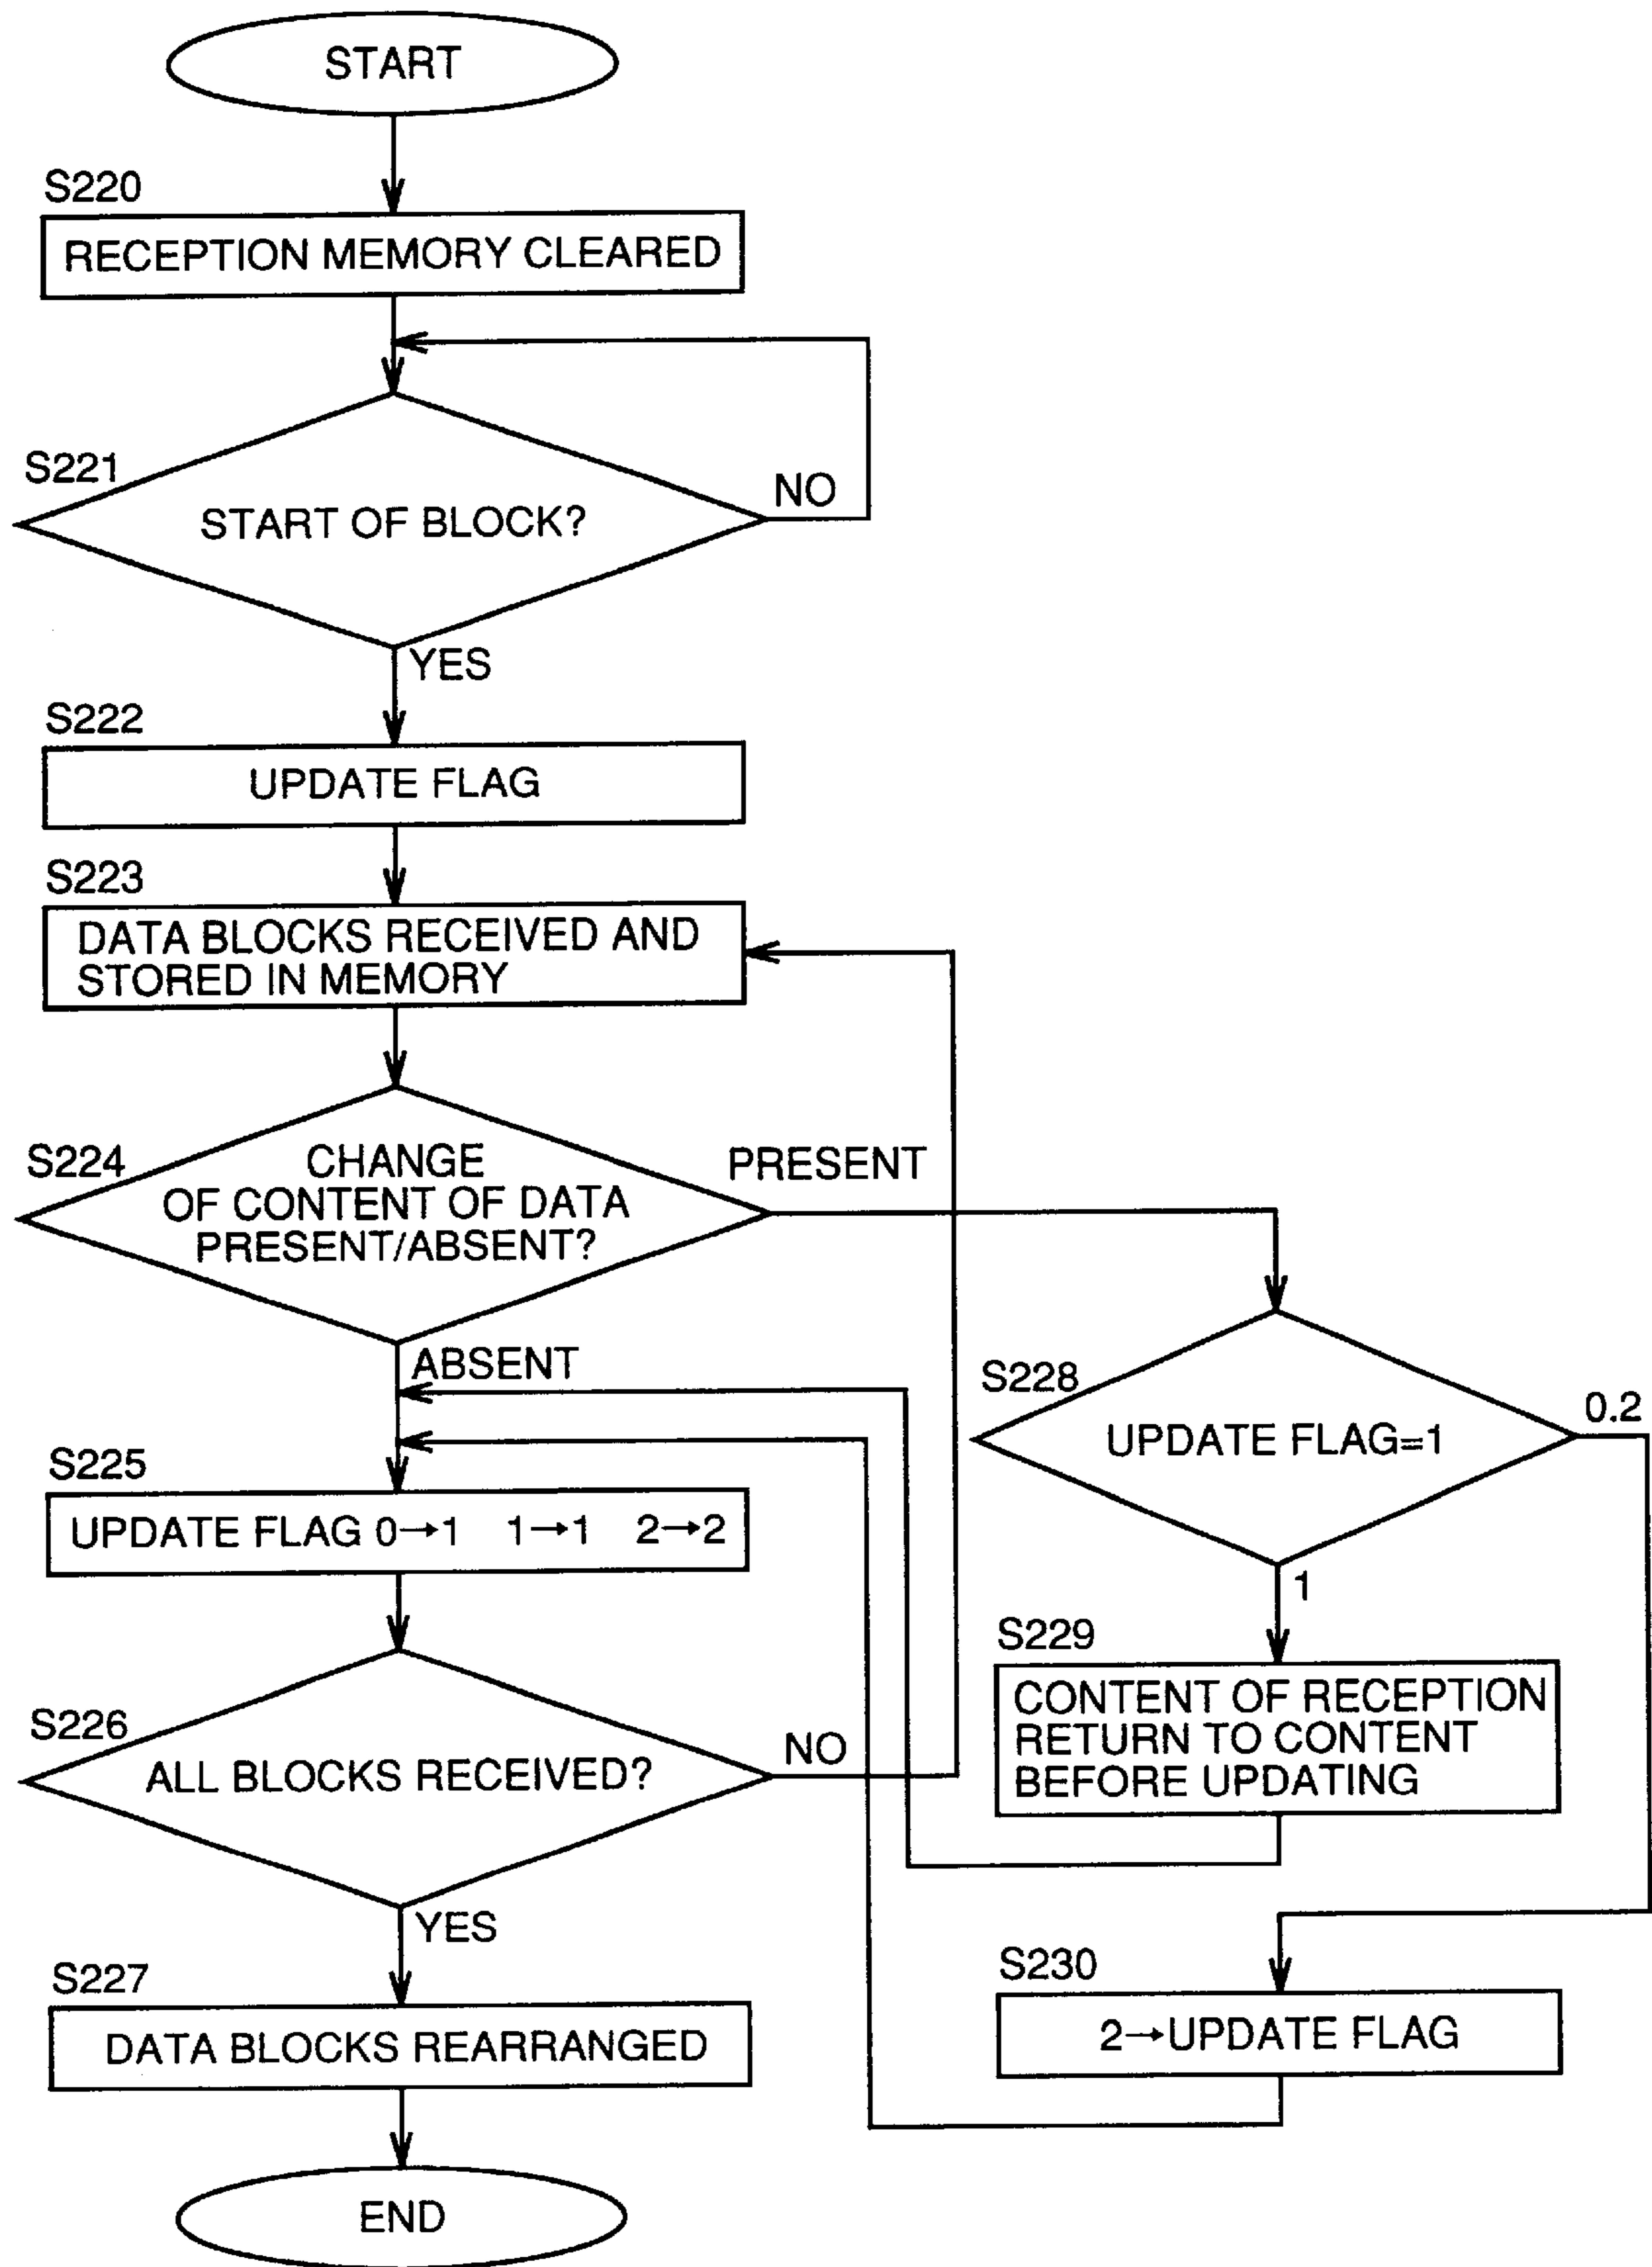 START
S220
RECEPTION MEMORY CLEARED
S221
START OF BLOCK?
NO
YES
S222
UPDATE FLAG
S223
DATA BLOCKS RECEIVED AND
STORED IN MEMORY
S224
CHANGE
OF CONTENT OF DATA
PRESENT/ABSENT?
PRESENT
ABSENT
S225
UPDATE FLAG 0→1 1→1 2→2
S226
ALL BLOCKS RECEIVED?
NO
YES
S227
DATA BLOCKS REARRANGED
END
S228
UPDATE FLAG=1
0.2
1
S229
CONTENT OF RECEPTION
RETURN TO CONTENT
BEFORE UPDATING
S230
2→UPDATE FLAG